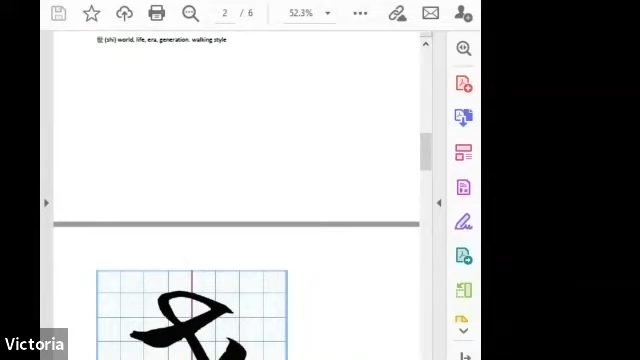 2 / 6
52.3%
世 (shi) world, life, era, generation. walking style
Victoria